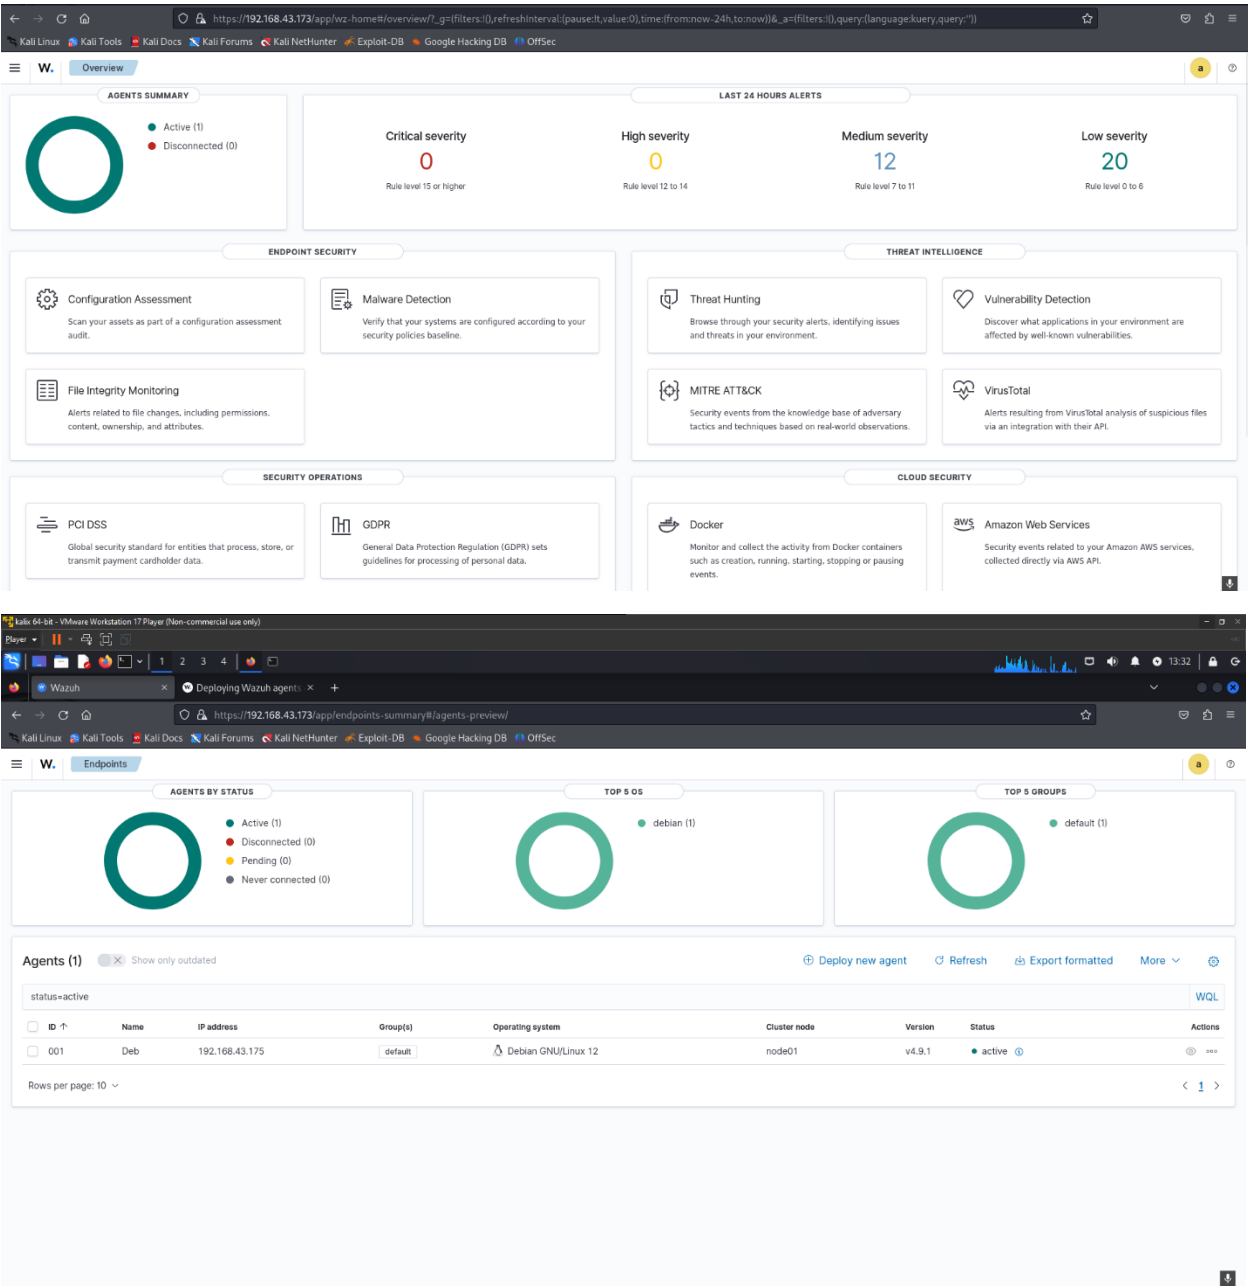 https://192.168.43.173/app/wz-home#/overview/?_g=(filters:!(),refreshInterval:(pause:!t,value:0),time:(from:now-24h,to:now))&_a=(filters:!(),query:(language:kuery,query:''))
Kali Linux Kali Tools Kali Docs Kali Forums Kali NetHunter Exploit-DB Google Hacking DB OffSec
W. Overview a
AGENTS SUMMARY
Active (1)
Disconnected (0)
LAST 24 HOURS ALERTS
Critical severity High severity Medium severity Low severity
0 0 12 20
Rule level 15 or higher Rule level 12 to 14 Rule level 7 to 11 Rule level 0 to 6
ENDPOINT SECURITY
Configuration Assessment
Scan your assets as part of a configuration assessment
audit.
Malware Detection
Verify that your systems are configured according to your
security policies baseline.
File Integrity Monitoring
Alerts related to file changes, including permissions,
content, ownership, and attributes.
THREAT INTELLIGENCE
Threat Hunting
Browse through your security alerts, identifying issues
and threats in your environment.
Vulnerability Detection
Discover what applications in your environment are
affected by well-known vulnerabilities.
MITRE ATT&CK
Security events from the knowledge base of adversary
tactics and techniques based on real-world observations.
VirusTotal
Alerts resulting from VirusTotal analysis of suspicious files
via an integration with their API.
SECURITY OPERATIONS
PCI DSS
Global security standard for entities that process, store, or
transmit payment cardholder data.
GDPR
General Data Protection Regulation (GDPR) sets
guidelines for processing of personal data.
CLOUD SECURITY
Docker
Monitor and collect the activity from Docker containers
such as creation, running, starting, stopping or pausing
events.
aws
Amazon Web Services
Security events related to your Amazon AWS services,
collected directly via AWS API.
kalix 64-bit - VMware Workstation 17 Player (Non-commercial use only)
Player
1 2 3 4 13:32
Wazuh Deploying Wazuh agents
https://192.168.43.173/app/endpoints-summary#/agents-preview/
Kali Linux Kali Tools Kali Docs Kali Forums Kali NetHunter Exploit-DB Google Hacking DB OffSec
W. Endpoints a
AGENTS BY STATUS
Active (1)
Disconnected (0)
Pending (0)
Never connected (0)
TOP 5 OS
debian (1)
TOP 5 GROUPS
default (1)
Agents (1) Show only outdated Deploy new agent Refresh Export formatted More
status=active WQL
ID Name IP address Group(s) Operating system Cluster node Version Status Actions
001 Deb 192.168.43.175 default Debian GNU/Linux 12 node01 v4.9.1 active
Rows per page: 10 < 1 >